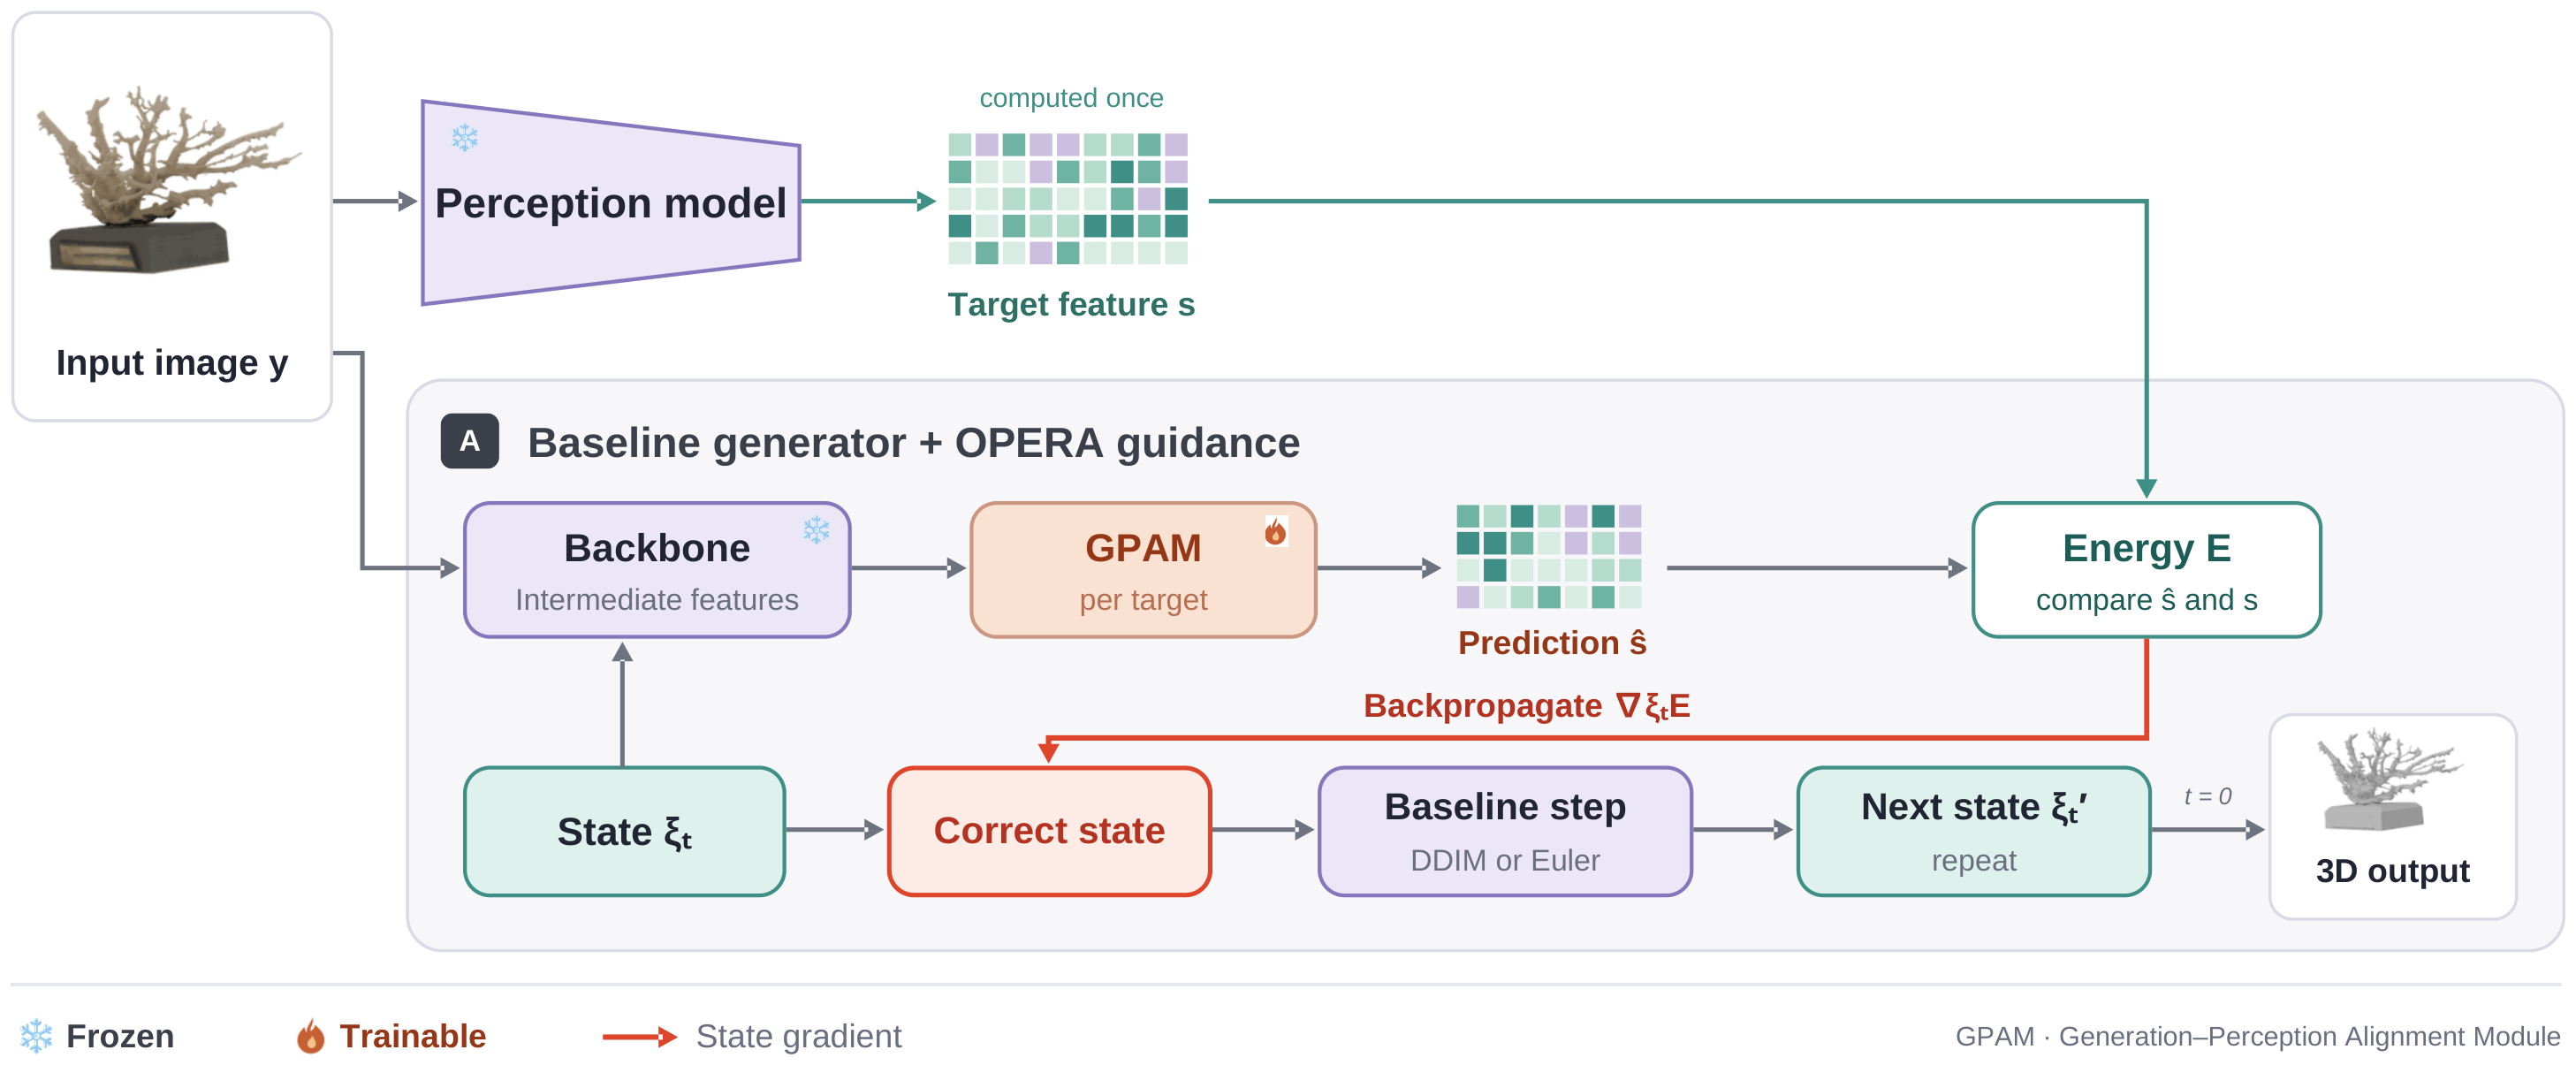 computed once
Perception model
Target feature s
Input image y
A Baseline generator + OPERA guidance
Backbone
Intermediate features
GPAM
per target
Prediction ŝ
Energy E
compare ŝ and s
Backpropagate ∇ξₜE
State ξₜ
Correct state
Baseline step
DDIM or Euler
Next state ξₜ′
repeat
t = 0
3D output
Frozen
Trainable
State gradient
GPAM · Generation–Perception Alignment Module